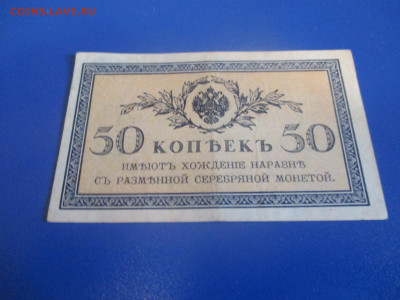 COINS.LAVE.RU
50 КОПѢЕКЪ 50
ИМѢЮТЪ ХОЖДЕНІЕ НАРАВНѢ
СЪ РАЗМѢННОЙ СЕРЕБРЯНОЙ МОНЕТОЙ.